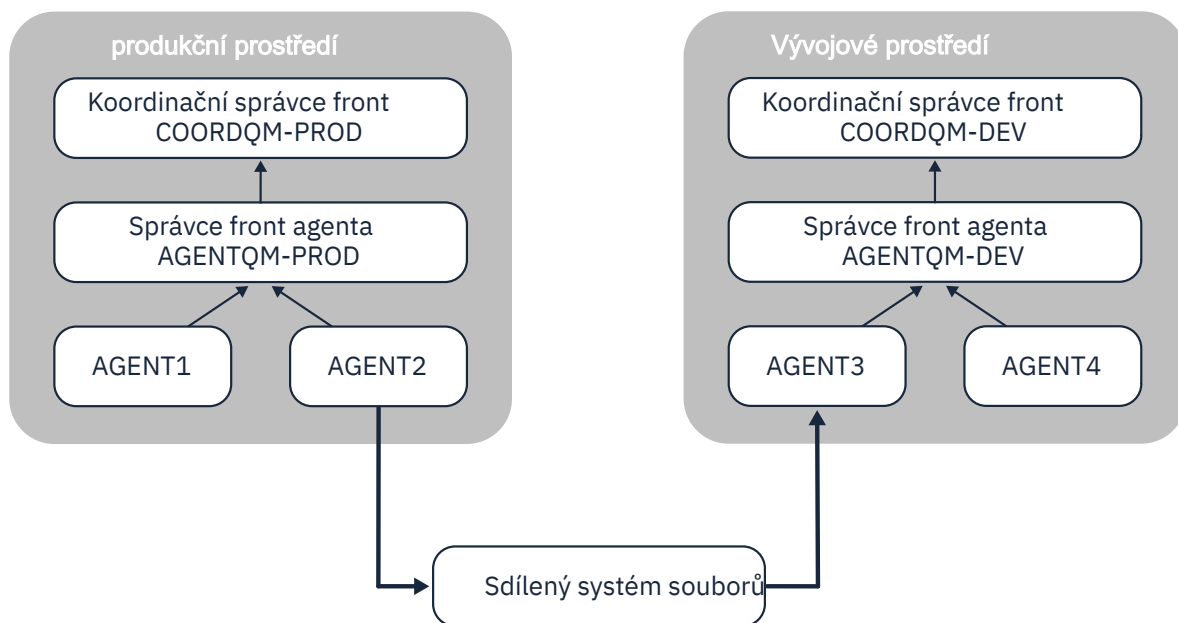 produkční prostředí
Koordinační správce front
COORDQM-PROD
Správce front agenta
AGENTQM-PROD
AGENT1
AGENT2
Vývojové prostředí
Koordinační správce front
COORDQM-DEV
Správce front agenta
AGENTQM-DEV
AGENT3
AGENT4
Sdílený systém souborů